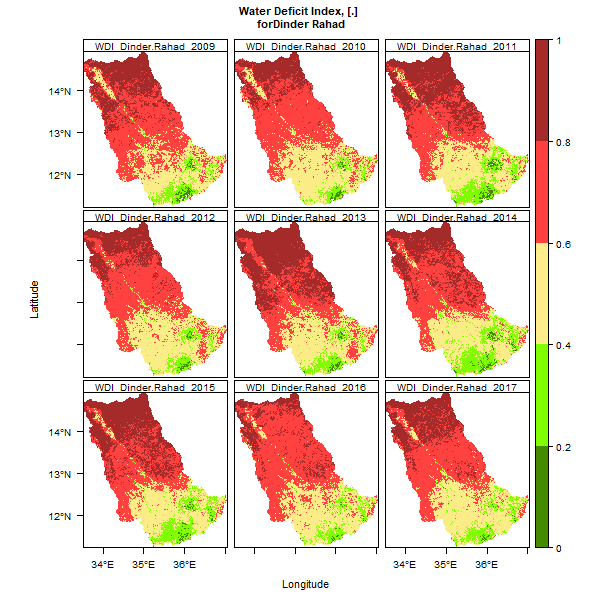 Water Deficit Index, [.]
forDinder Rahad
WDI_Dinder.Rahad_2009
WDI_Dinder.Rahad_2010
WDI_Dinder.Rahad_2011
14°N
13°N
12°N
WDI_Dinder.Rahad_2012
WDI_Dinder.Rahad_2013
WDI_Dinder.Rahad_2014
WDI_Dinder.Rahad_2015
WDI_Dinder.Rahad_2016
WDI_Dinder.Rahad_2017
14°N
13°N
12°N
34°E
35°E
36°E
34°E
35°E
36°E
Latitude
Longitude
1
0.8
0.6
0.4
0.2
0